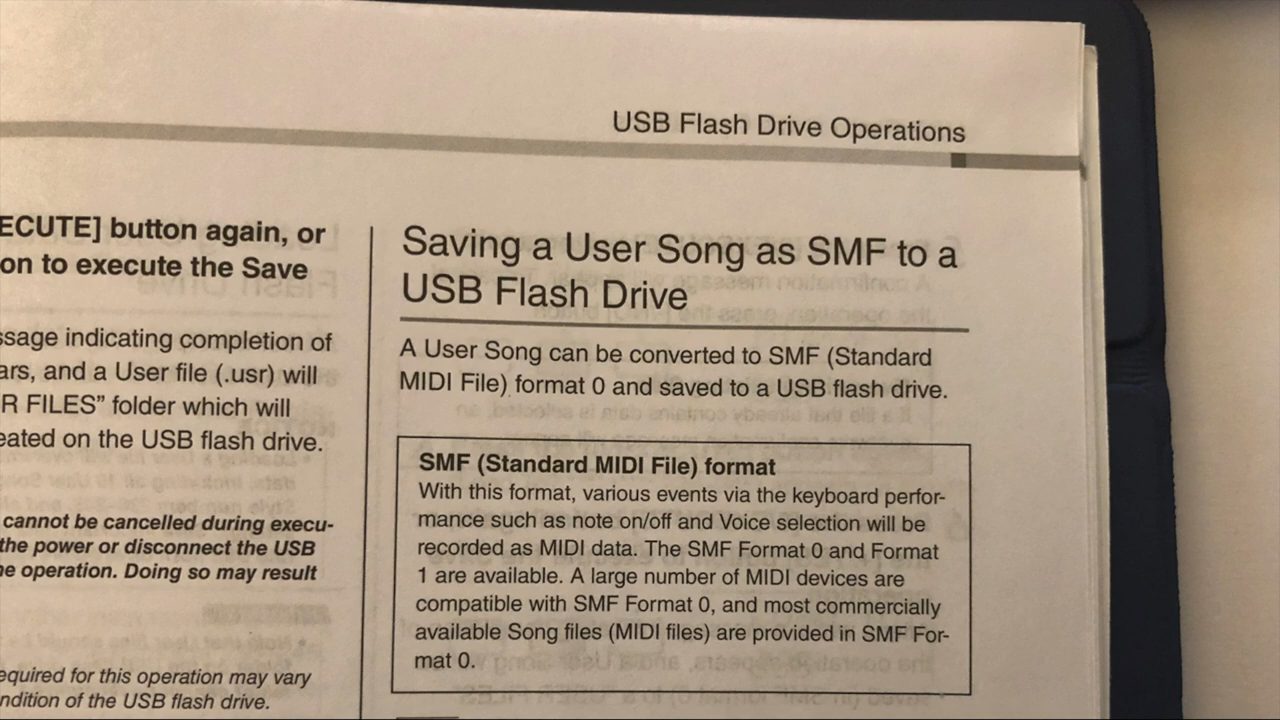 USB Flash Drive Operations
ECUTE] button again, or
on to execute the Save
ssage indicating completion of
ars, and a User file (.usr) will
R FILES” folder which will
eated on the USB flash drive.
cannot be cancelled during execu-
the power or disconnect the USB
ne operation. Doing so may result
equired for this operation may vary
ndition of the USB flash drive.
Saving a User Song as SMF to a
USB Flash Drive
A User Song can be converted to SMF (Standard
MIDI File) format 0 and saved to a USB flash drive.
SMF (Standard MIDI File) format
With this format, various events via the keyboard perfor-
mance such as note on/off and Voice selection will be
recorded as MIDI data. The SMF Format 0 and Format
1 are available. A large number of MIDI devices are
compatible with SMF Format 0, and most commercially
available Song files (MIDI files) are provided in SMF For-
mat 0.